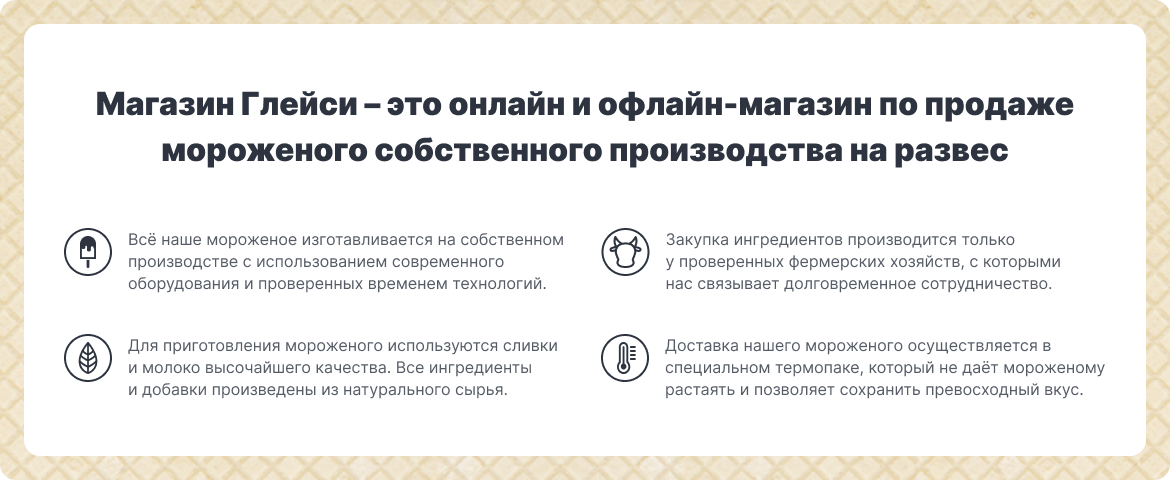 Магазин Глейси – это онлайн и офлайн-магазин по продаже
мороженого собственного производства на развес
Всё наше мороженое изготавливается на собственном
производстве с использованием современного
оборудования и проверенных временем технологий.
Закупка ингредиентов производится только
у проверенных фермерских хозяйств, с которыми
нас связывает долговременное сотрудничество.
Для приготовления мороженого используются сливки
и молоко высочайшего качества. Все ингредиенты
и добавки произведены из натурального сырья.
Доставка нашего мороженого осуществляется в
специальном термопаке, который не даёт мороженому
растаять и позволяет сохранить превосходный вкус.